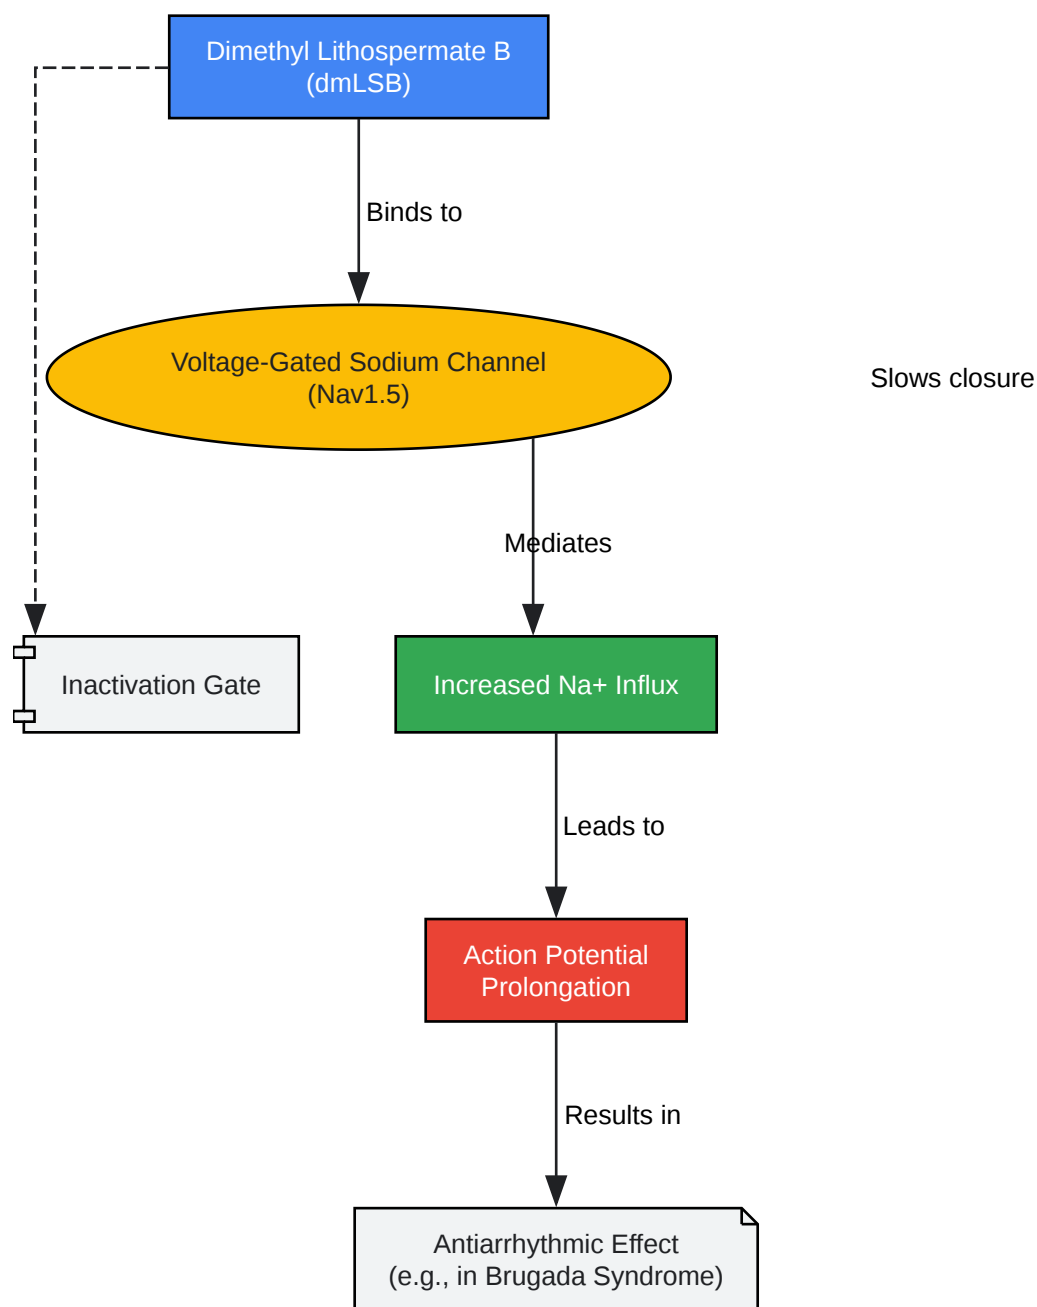 Dimethyl Lithospermate B
(dmLSB)
Binds to
Voltage-Gated Sodium Channel
(Nav1.5)
Slows closure
Mediates
Inactivation Gate
Increased Na+ Influx
Leads to
Action Potential
Prolongation
Results in
Antiarrhythmic Effect
(e.g., in Brugada Syndrome)